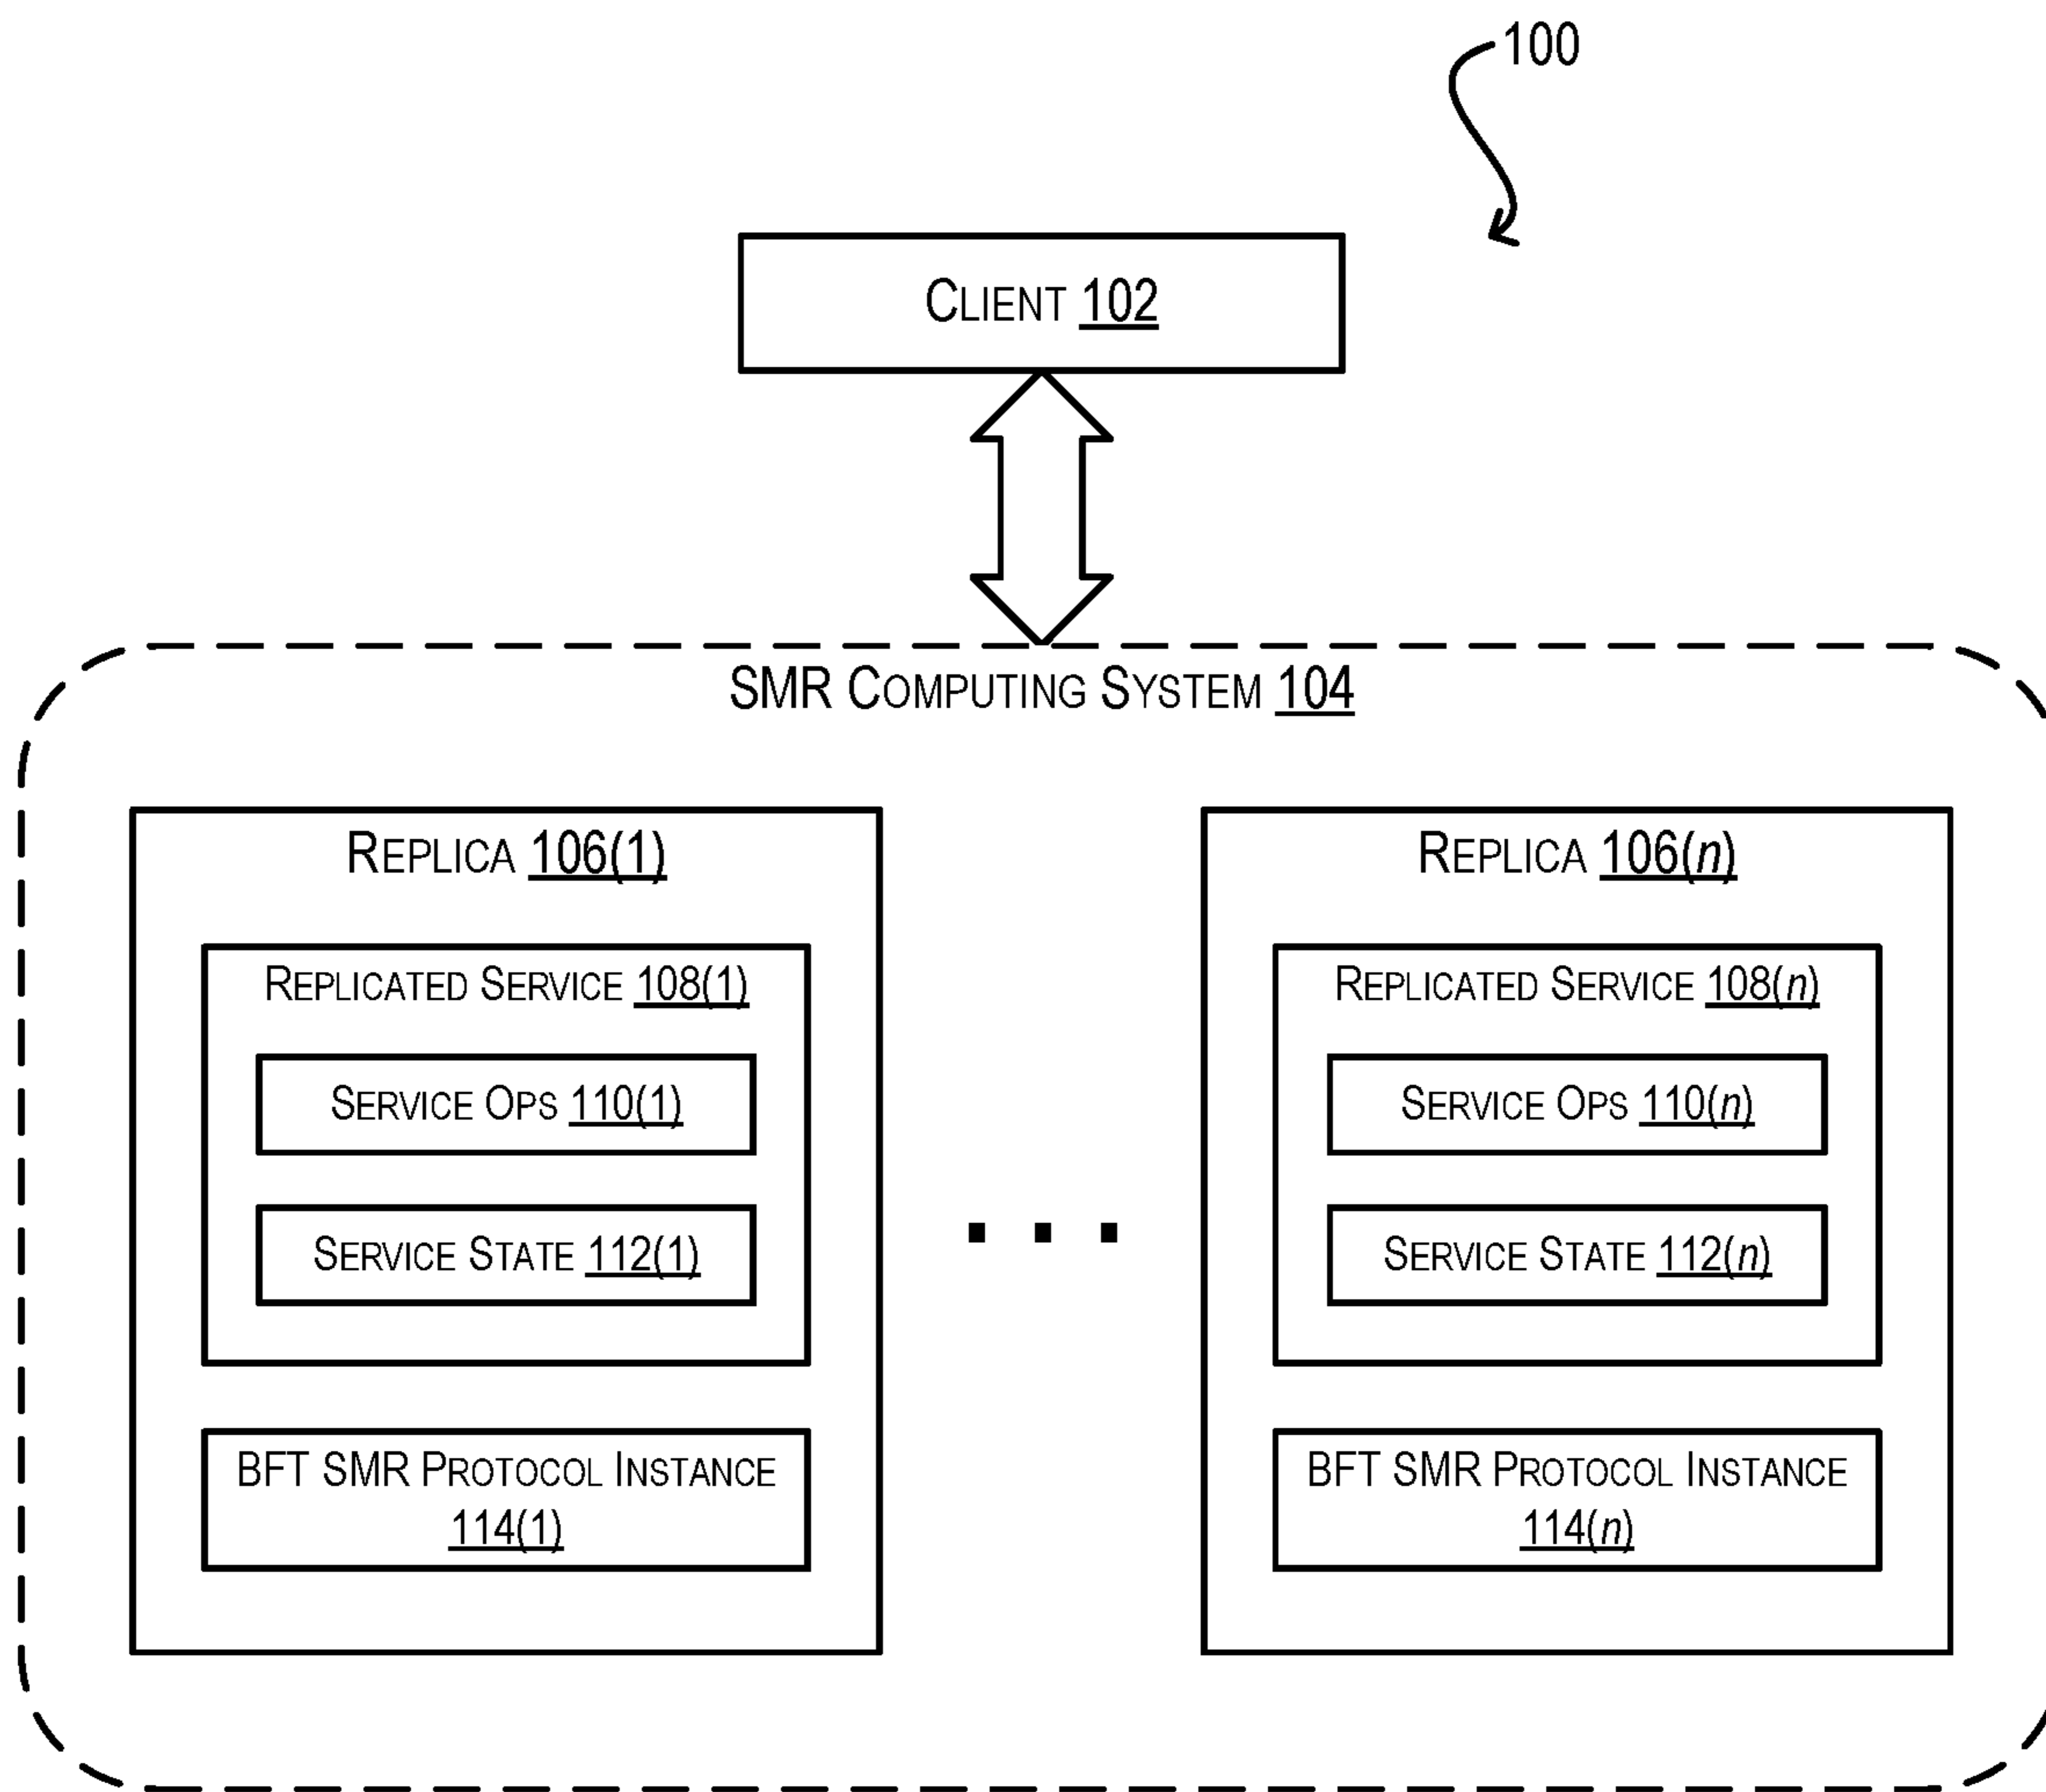 100
CLIENT 102
SMR COMPUTING SYSTEM 104
REPLICA 106(1)
REPLICATED SERVICE 108(1)
SERVICE OPS 110(1)
SERVICE STATE 112(1)
BFT SMR PROTOCOL INSTANCE
114(1)
. . .
REPLICA 106(n)
REPLICATED SERVICE 108(n)
SERVICE OPS 110(n)
SERVICE STATE 112(n)
BFT SMR PROTOCOL INSTANCE
114(n)